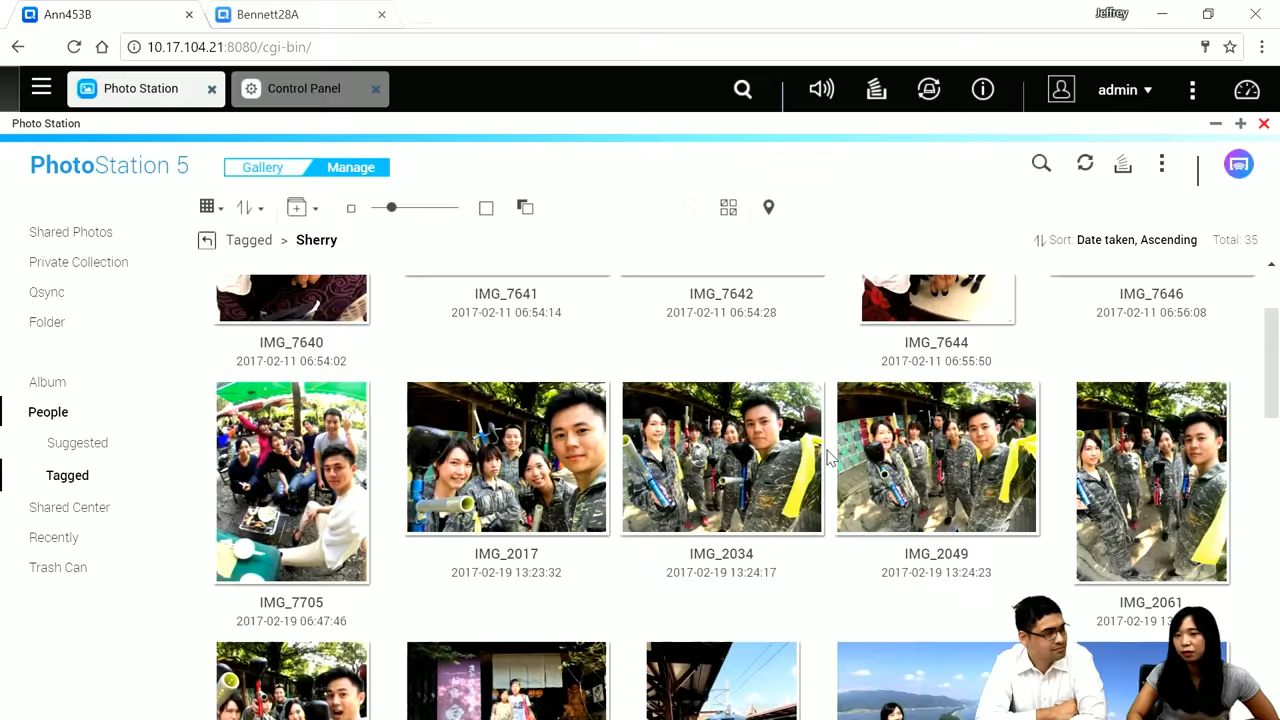 Ann453B
Bennett28A
Jeffrey
10.17.104.21:8080/cgi-bin/
Photo Station
Control Panel
admin
Photo Station
PhotoStation 5
Gallery
Manage
Tagged > Sherry
Sort: Date taken, Ascending
Total: 35
Shared Photos
Private Collection
Qsync
Folder
Album
People
Suggested
Tagged
Shared Center
Recently
Trash Can
IMG_7641
2017-02-11 06:54:14
IMG_7642
2017-02-11 06:54:28
IMG_7646
2017-02-11 06:56:08
IMG_7640
2017-02-11 06:54:02
IMG_7644
2017-02-11 06:55:50
IMG_2017
2017-02-19 13:23:32
IMG_2034
2017-02-19 13:24:17
IMG_2049
2017-02-19 13:24:23
IMG_7705
2017-02-19 06:47:46
IMG_2061
2017-02-19